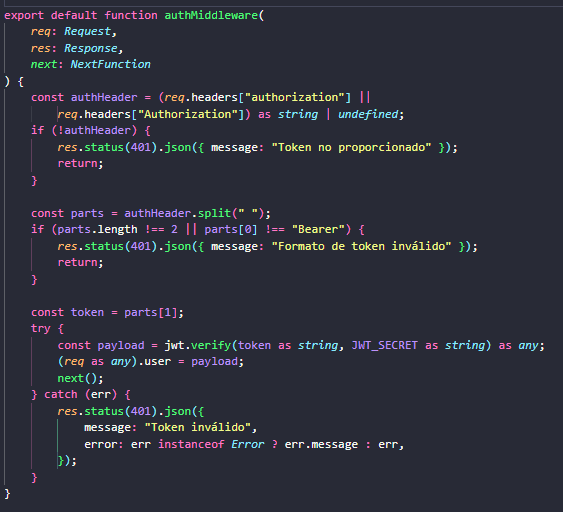 export default function authMiddleware(
    req: Request,
    res: Response,
    next: NextFunction
) {
    const authHeader = (req.headers["authorization"] ||
        req.headers["Authorization"]) as string | undefined;
    if (!authHeader) {
        res.status(401).json({ message: "Token no proporcionado" });
        return;
    }

    const parts = authHeader.split(" ");
    if (parts.length !== 2 || parts[0] !== "Bearer") {
        res.status(401).json({ message: "Formato de token inválido" });
        return;
    }

    const token = parts[1];
    try {
        const payload = jwt.verify(token as string, JWT_SECRET as string) as any;
        (req as any).user = payload;
        next();
    } catch (err) {
        res.status(401).json({
            message: "Token inválido",
            error: err instanceof Error ? err.message : err,
        });
    }
}